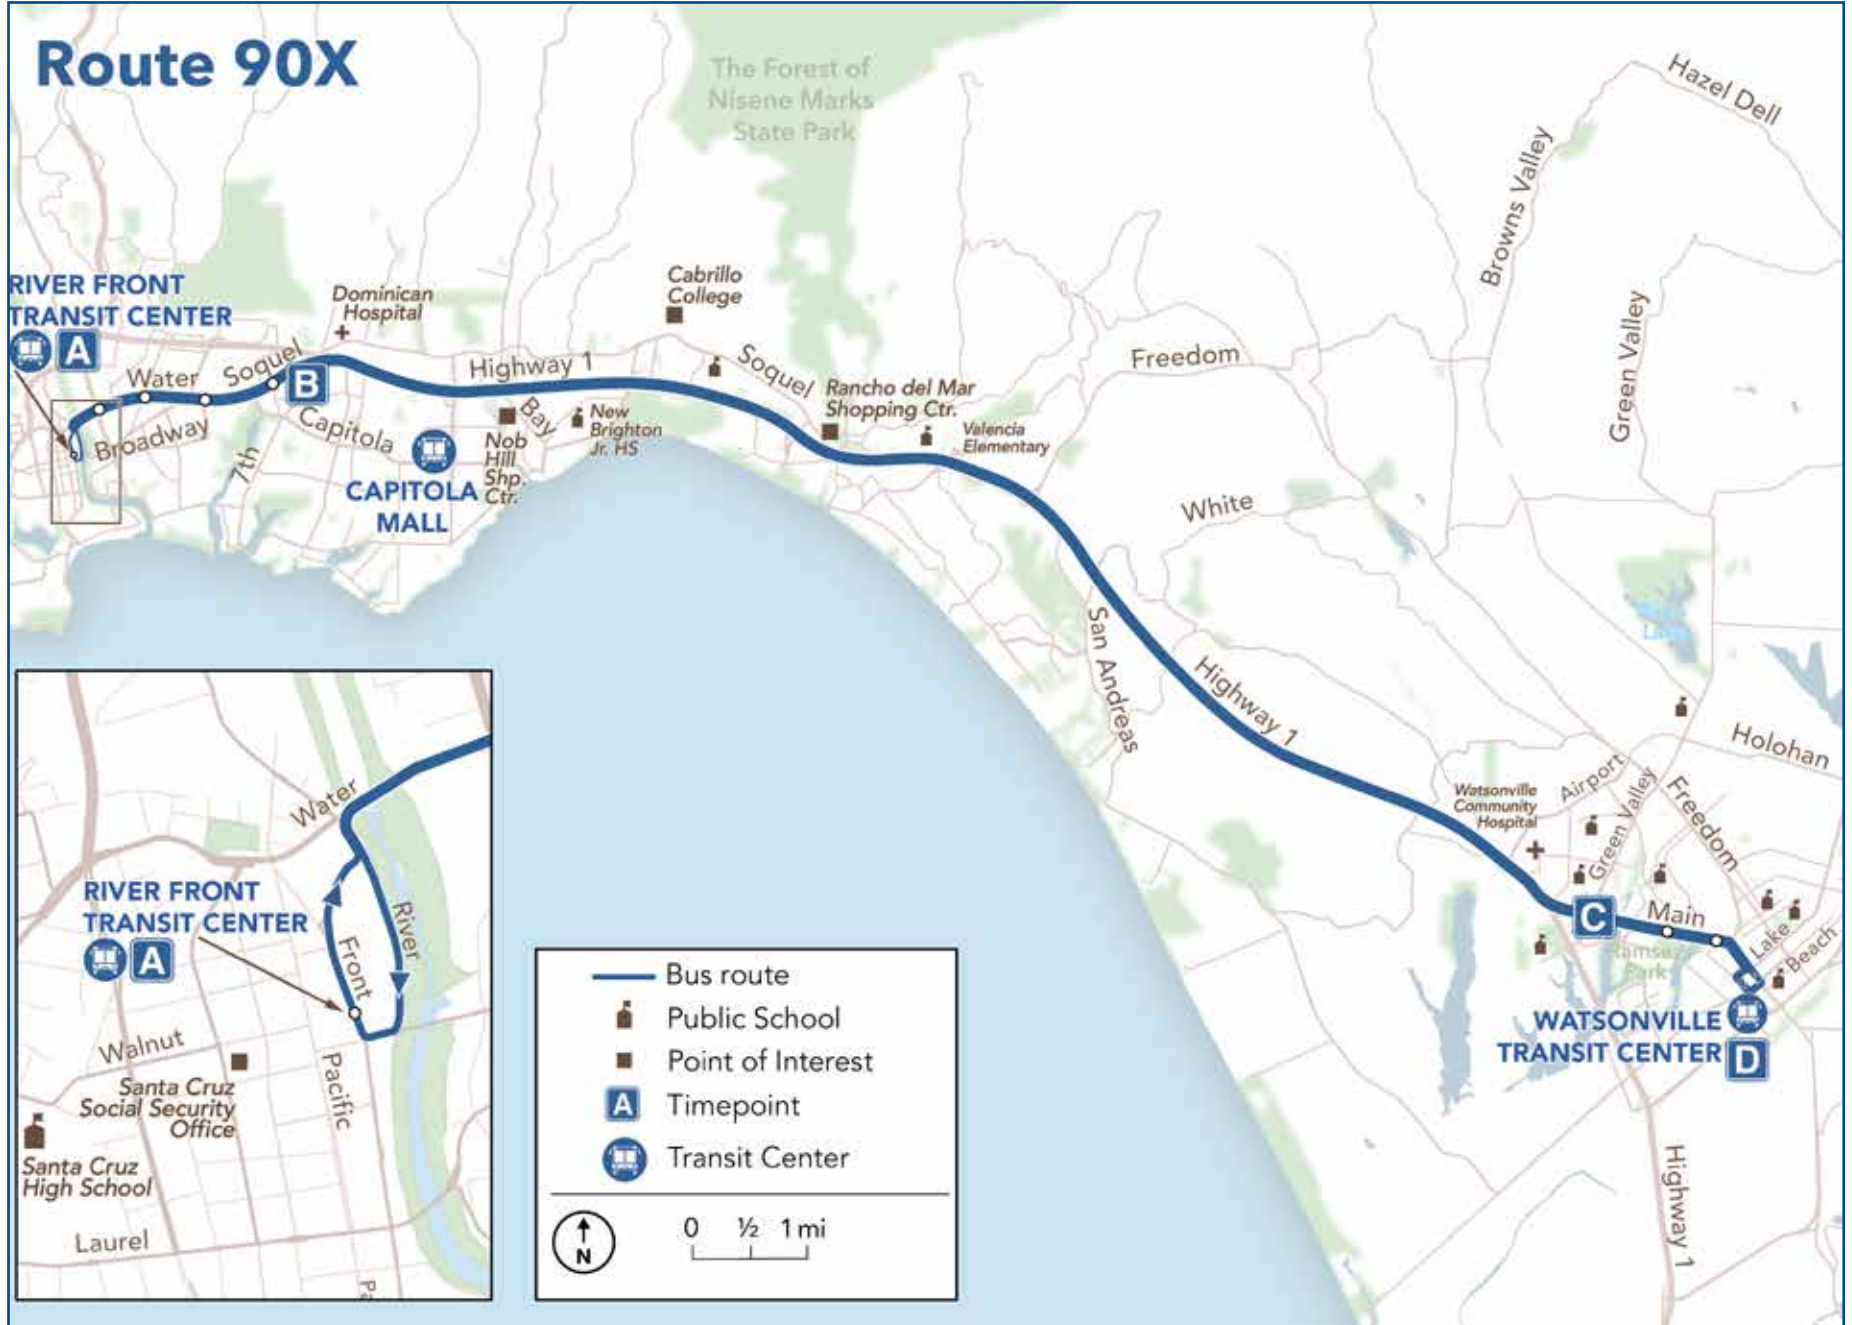 Route 90X
The Forest of
Nisene Marks
State Park
Hazel Dell
Browns Valley
Green Valley
RIVER FRONT
TRANSIT CENTER
A
Dominican
Hospital
Cabrillo
College
Water
Soquel
B
Highway 1
Soquel
Freedom
Rancho del Mar
Shopping Ctr.
Broadway
Capitola
7th
Bay
Nob
Hill
Shp.
Ctr.
New
Brighton
Jr. HS
Valencia
Elementary
CAPITOLA
MALL
White
San Andreas
Highway 1
Holohan
Watsonville
Community
Hospital
Airport
Green Valley
Freedom
C
Main
Lake
Beach
Park
WATSONVILLE
TRANSIT CENTER
D
Highway 1
Water
RIVER FRONT
TRANSIT CENTER
A
River
Front
Walnut
Pacific
Santa Cruz
Social Security
Office
Santa Cruz
High School
Laurel
Pa
Bus route
Public School
Point of Interest
A Timepoint
Transit Center
N
0 ½ 1 mi